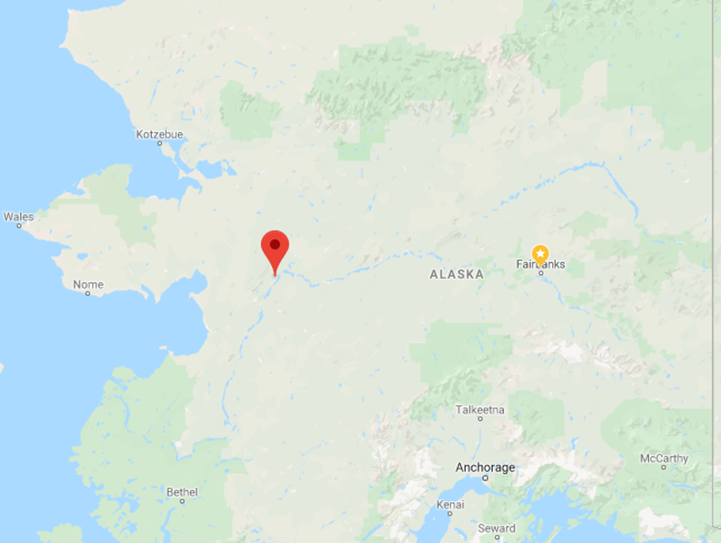 Kotzebue
Wales
Fairbanks
ALASKA
Nome
Talkeetna
McCarthy
Anchorage
Bethel
Kenai
Seward